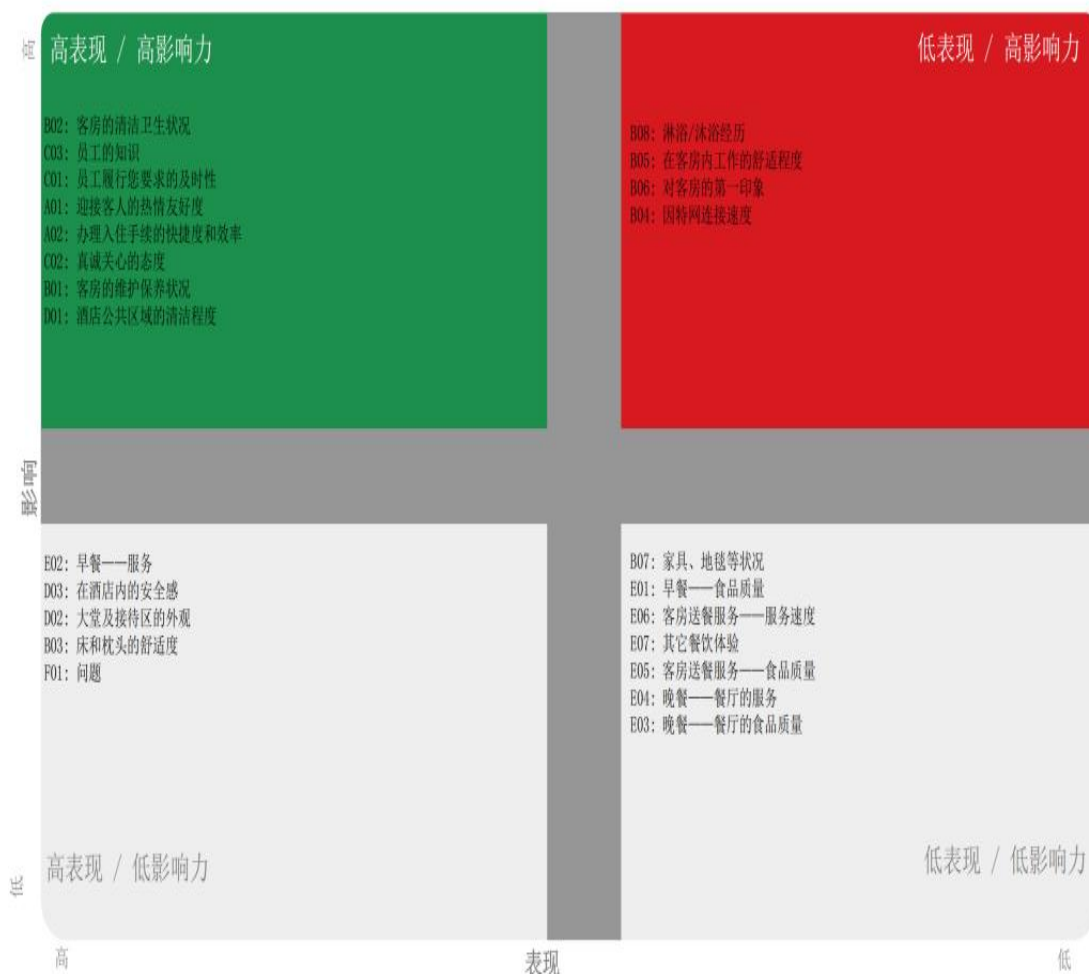 高
高表现 / 高影响力
B02: 客房的清洁卫生状况
C03: 员工的知识
C01: 员工履行您要求的及时性
A01: 迎接客人的热情友好度
A02: 办理入住手续的快捷度和效率
C02: 真诚关心的态度
B01: 客房的维护保养状况
D01: 酒店公共区域的清洁程度
低表现 / 高影响力
B08: 淋浴/沐浴经历
B05: 在客房内工作的舒适程度
B06: 对客房的第一印象
B04: 因特网连接速度
影响
E02: 早餐——服务
D03: 在酒店内的安全感
D02: 大堂及接待区的外观
B03: 床和枕头的舒适度
F01: 问题
高表现 / 低影响力
B07: 家具、地毯等状况
E01: 早餐——食品质量
E06: 客房送餐服务——服务速度
E07: 其它餐饮体验
E05: 客房送餐服务——食品质量
E04: 晚餐——餐厅的服务
E03: 晚餐——餐厅的食品质量
低表现 / 低影响力
低
高
表现
低